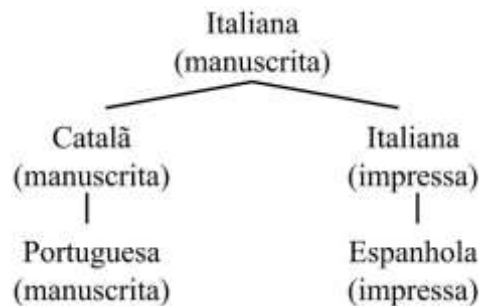 Italiana
(manuscrita)
Catalã
(manuscrita)
Italiana
(impressa)
Portuguesa
(manuscrita)
Espanhola
(impressa)